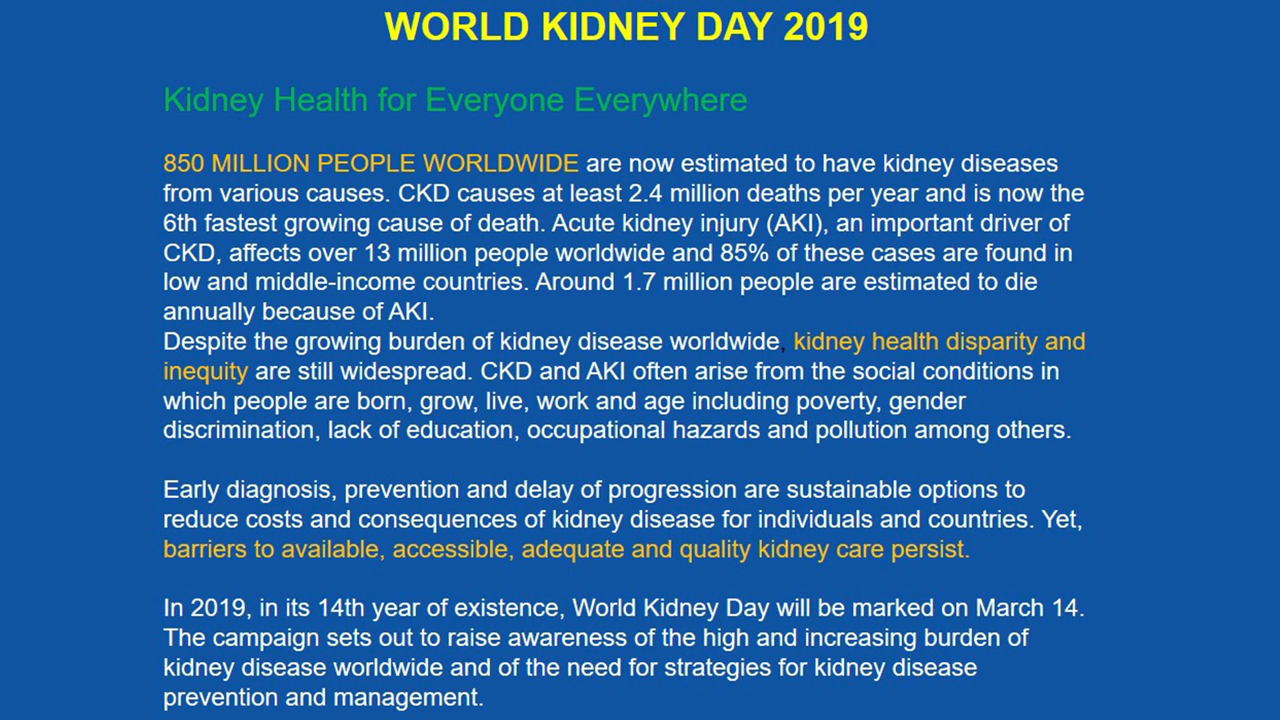 WORLD KIDNEY DAY 2019
Kidney Health for Everyone Everywhere
850 MILLION PEOPLE WORLDWIDE are now estimated to have kidney diseases
from various causes. CKD causes at least 2.4 million deaths per year and is now the
6th fastest growing cause of death. Acute kidney injury (AKI), an important driver of
CKD, affects over 13 million people worldwide and 85% of these cases are found in
low and middle-income countries. Around 1.7 million people are estimated to die
annually because of AKI.
Despite the growing burden of kidney disease worldwide, kidney health disparity and
inequity are still widespread. CKD and AKI often arise from the social conditions in
which people are born, grow, live, work and age including poverty, gender
discrimination, lack of education, occupational hazards and pollution among others.
Early diagnosis, prevention and delay of progression are sustainable options to
reduce costs and consequences of kidney disease for individuals and countries. Yet,
barriers to available, accessible, adequate and quality kidney care persist.
In 2019, in its 14th year of existence, World Kidney Day will be marked on March 14.
The campaign sets out to raise awareness of the high and increasing burden of
kidney disease worldwide and of the need for strategies for kidney disease
prevention and management.